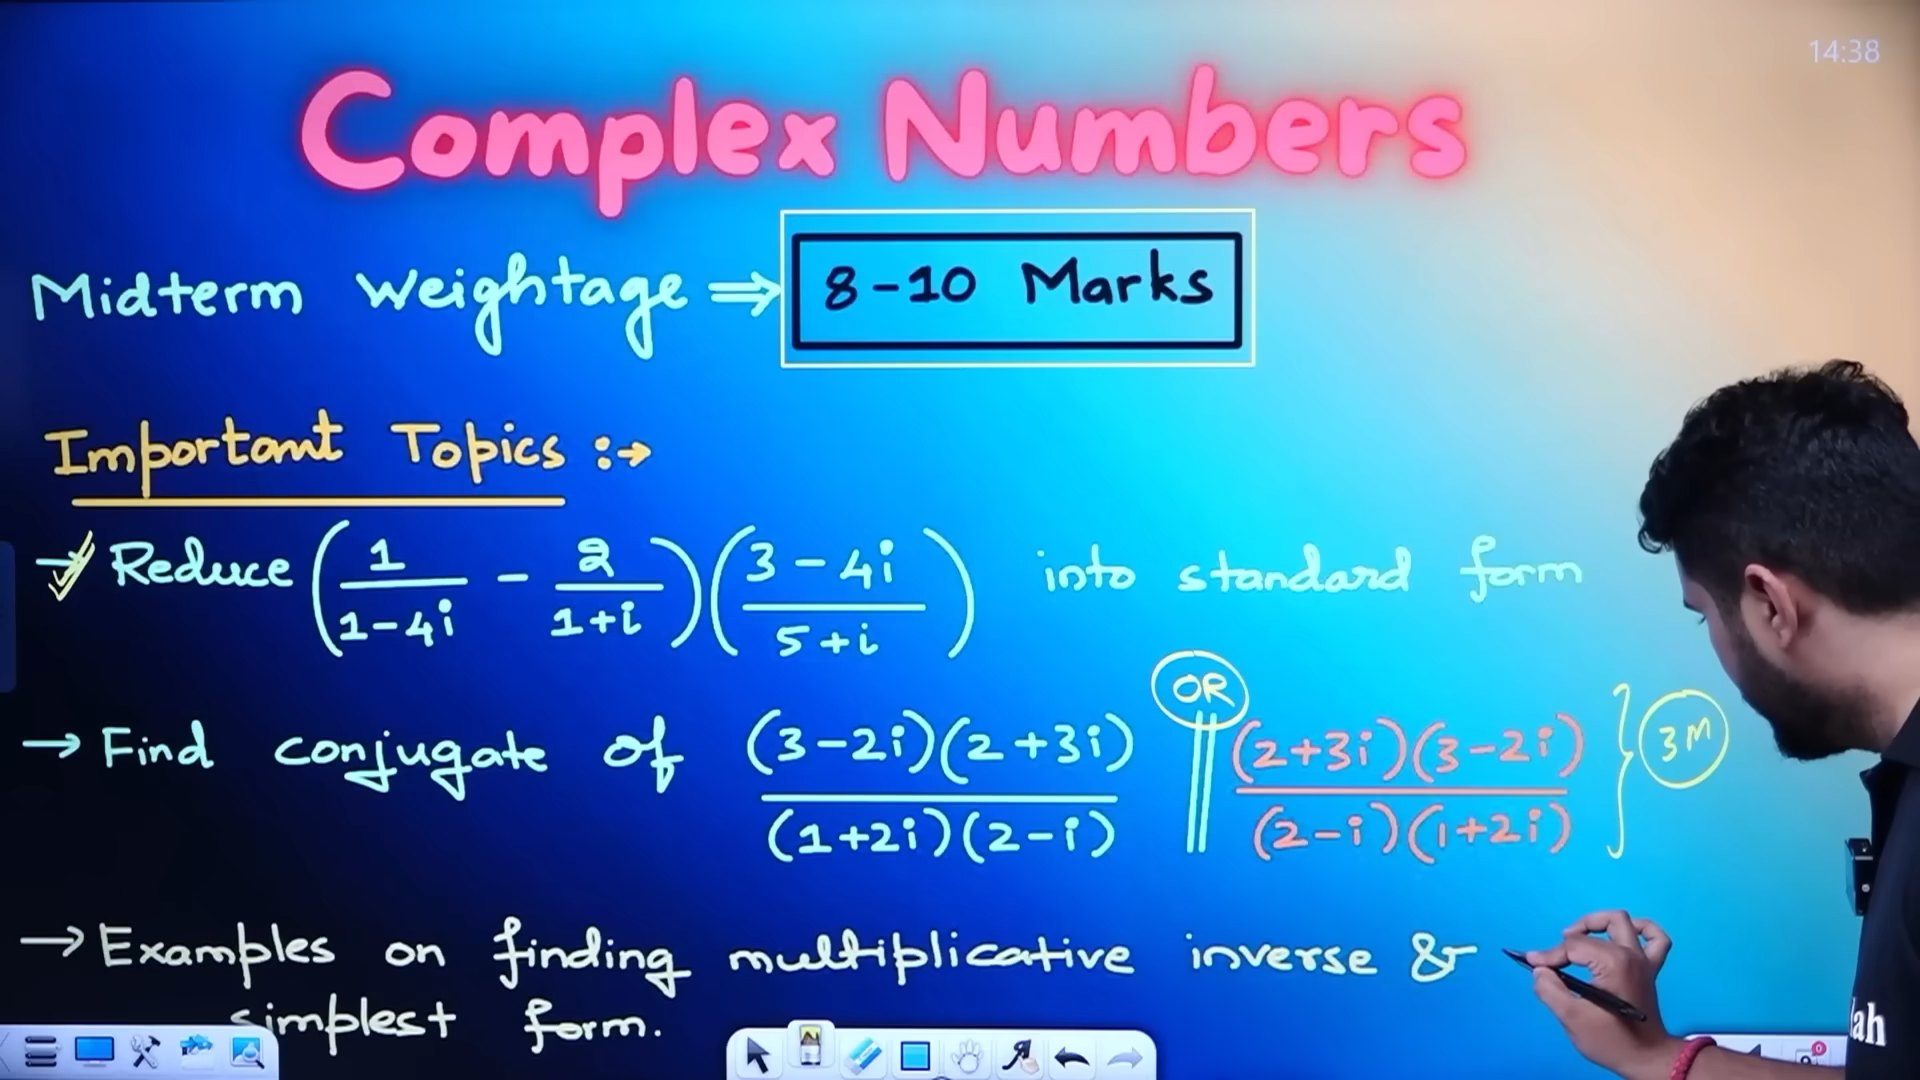 14:38
Complex Numbers
Midterm weightage ⇒ 8-10 Marks
Important Topics :→
→ Reduce (1/(1-4i) - 2/(1+i)) ((3-4i)/(5+i)) into standard form
OR
→ Find conjugate of (3-2i)(2+3i)/(1+2i)(2-i) || (2+3i)(3-2i)/(2-i)(1+2i) } 3M
→ Examples on finding multiplicative inverse &
simplest form.